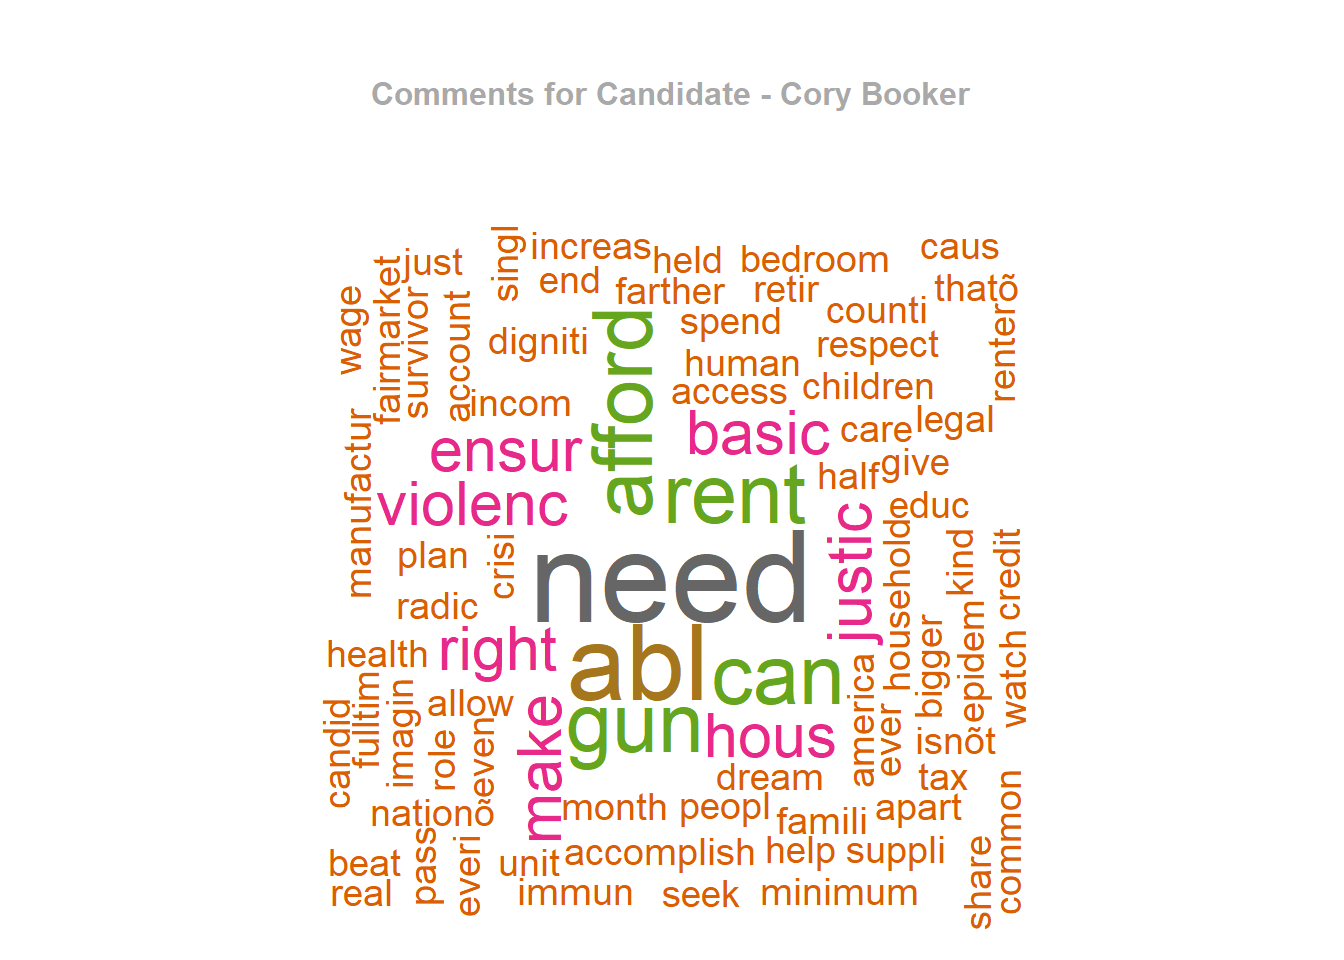 Comments for Candidate - Cory Booker
singl
increas
held
bedroom
caus
just
end
farther
retir
thatõ
wage
fairmarket
survivor
account
digniti
afford
spend
counti
renterõ
human
respect
incom
access
children
ensur
basic
care
legal
manufactur
violenc
rent
half
give
educ
plan
crisi
need
justic
household
kind
credit
radic
health
right
abl
can
america
bigger
epidem
watch
candid
fulltim
imagin
allow
role
even
make
gun
hous
ever
isnõt
dream
tax
nationõ
month
peopl
famili
apart
common
beat
pass
everi
unit
accomplish
help
suppli
share
real
immun
seek
minimum